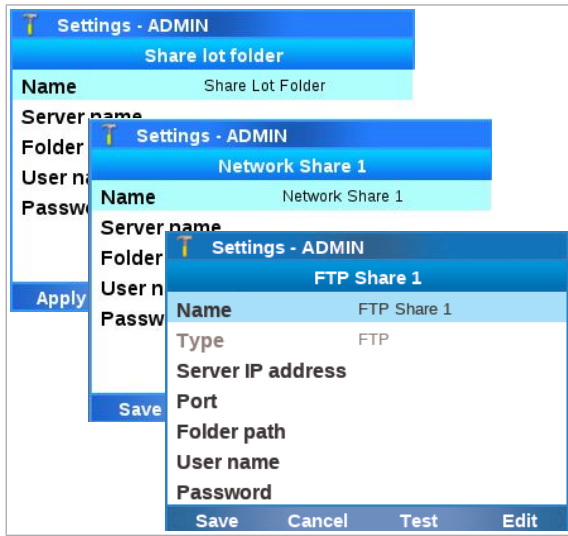 Settings - ADMIN
Share lot folder
Name Share Lot Folder
Server name
Folder
User na
Passw
Apply
Settings - ADMIN
Network Share 1
Name Network Share 1
Server name
Folder
User n
Passw
Save
Settings - ADMIN
FTP Share 1
Name FTP Share 1
Type FTP
Server IP address
Port
Folder path
User name
Password
Save Cancel Test Edit